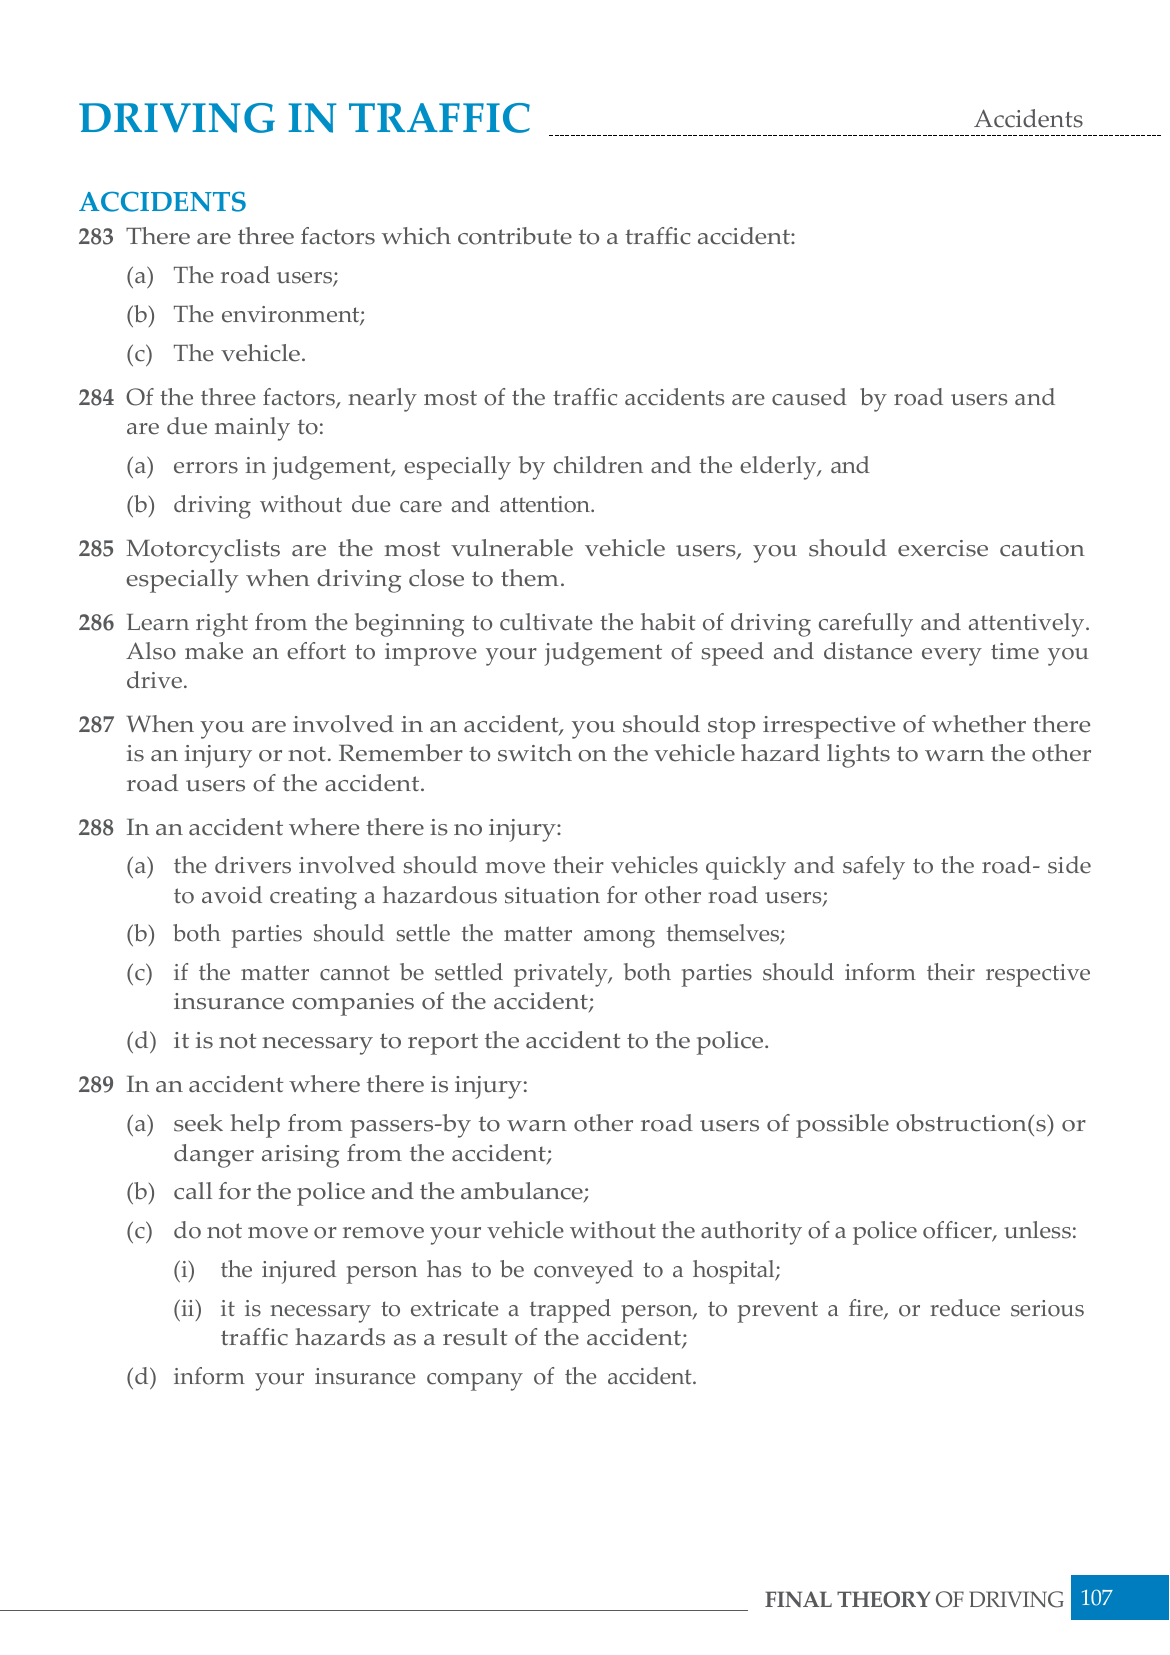 DRIVING IN TRAFFIC
Accidents
ACCIDENTS
283 There are three factors which contribute to a traffic accident:
(a) The road users;
(b) The environment;
(c) The vehicle.
284 Of the three factors, nearly most of the traffic accidents are caused by road users and
are due mainly to:
(a) errors in judgement, especially by children and the elderly, and
(b) driving without due care and attention.
285 Motorcyclists are the most vulnerable vehicle users, you should exercise caution
especially when driving close to them.
286 Learn right from the beginning to cultivate the habit of driving carefully and attentively.
Also make an effort to improve your judgement of speed and distance every time you
drive.
287 When you are involved in an accident, you should stop irrespective of whether there
is an injury or not. Remember to switch on the vehicle hazard lights to warn the other
road users of the accident.
288 In an accident where there is no injury:
(a) the drivers involved should move their vehicles quickly and safely to the road- side
to avoid creating a hazardous situation for other road users;
(b) both parties should settle the matter among themselves;
(c) if the matter cannot be settled privately, both parties should inform their respective
insurance companies of the accident;
(d) it is not necessary to report the accident to the police.
289 In an accident where there is injury:
(a) seek help from passers-by to warn other road users of possible obstruction(s) or
danger arising from the accident;
(b) call for the police and the ambulance;
(c) do not move or remove your vehicle without the authority of a police officer, unless:
(i) the injured person has to be conveyed to a hospital;
(ii) it is necessary to extricate a trapped person, to prevent a fire, or reduce serious
traffic hazards as a result of the accident;
(d) inform your insurance company of the accident.
FINAL THEORY OF DRIVING 107